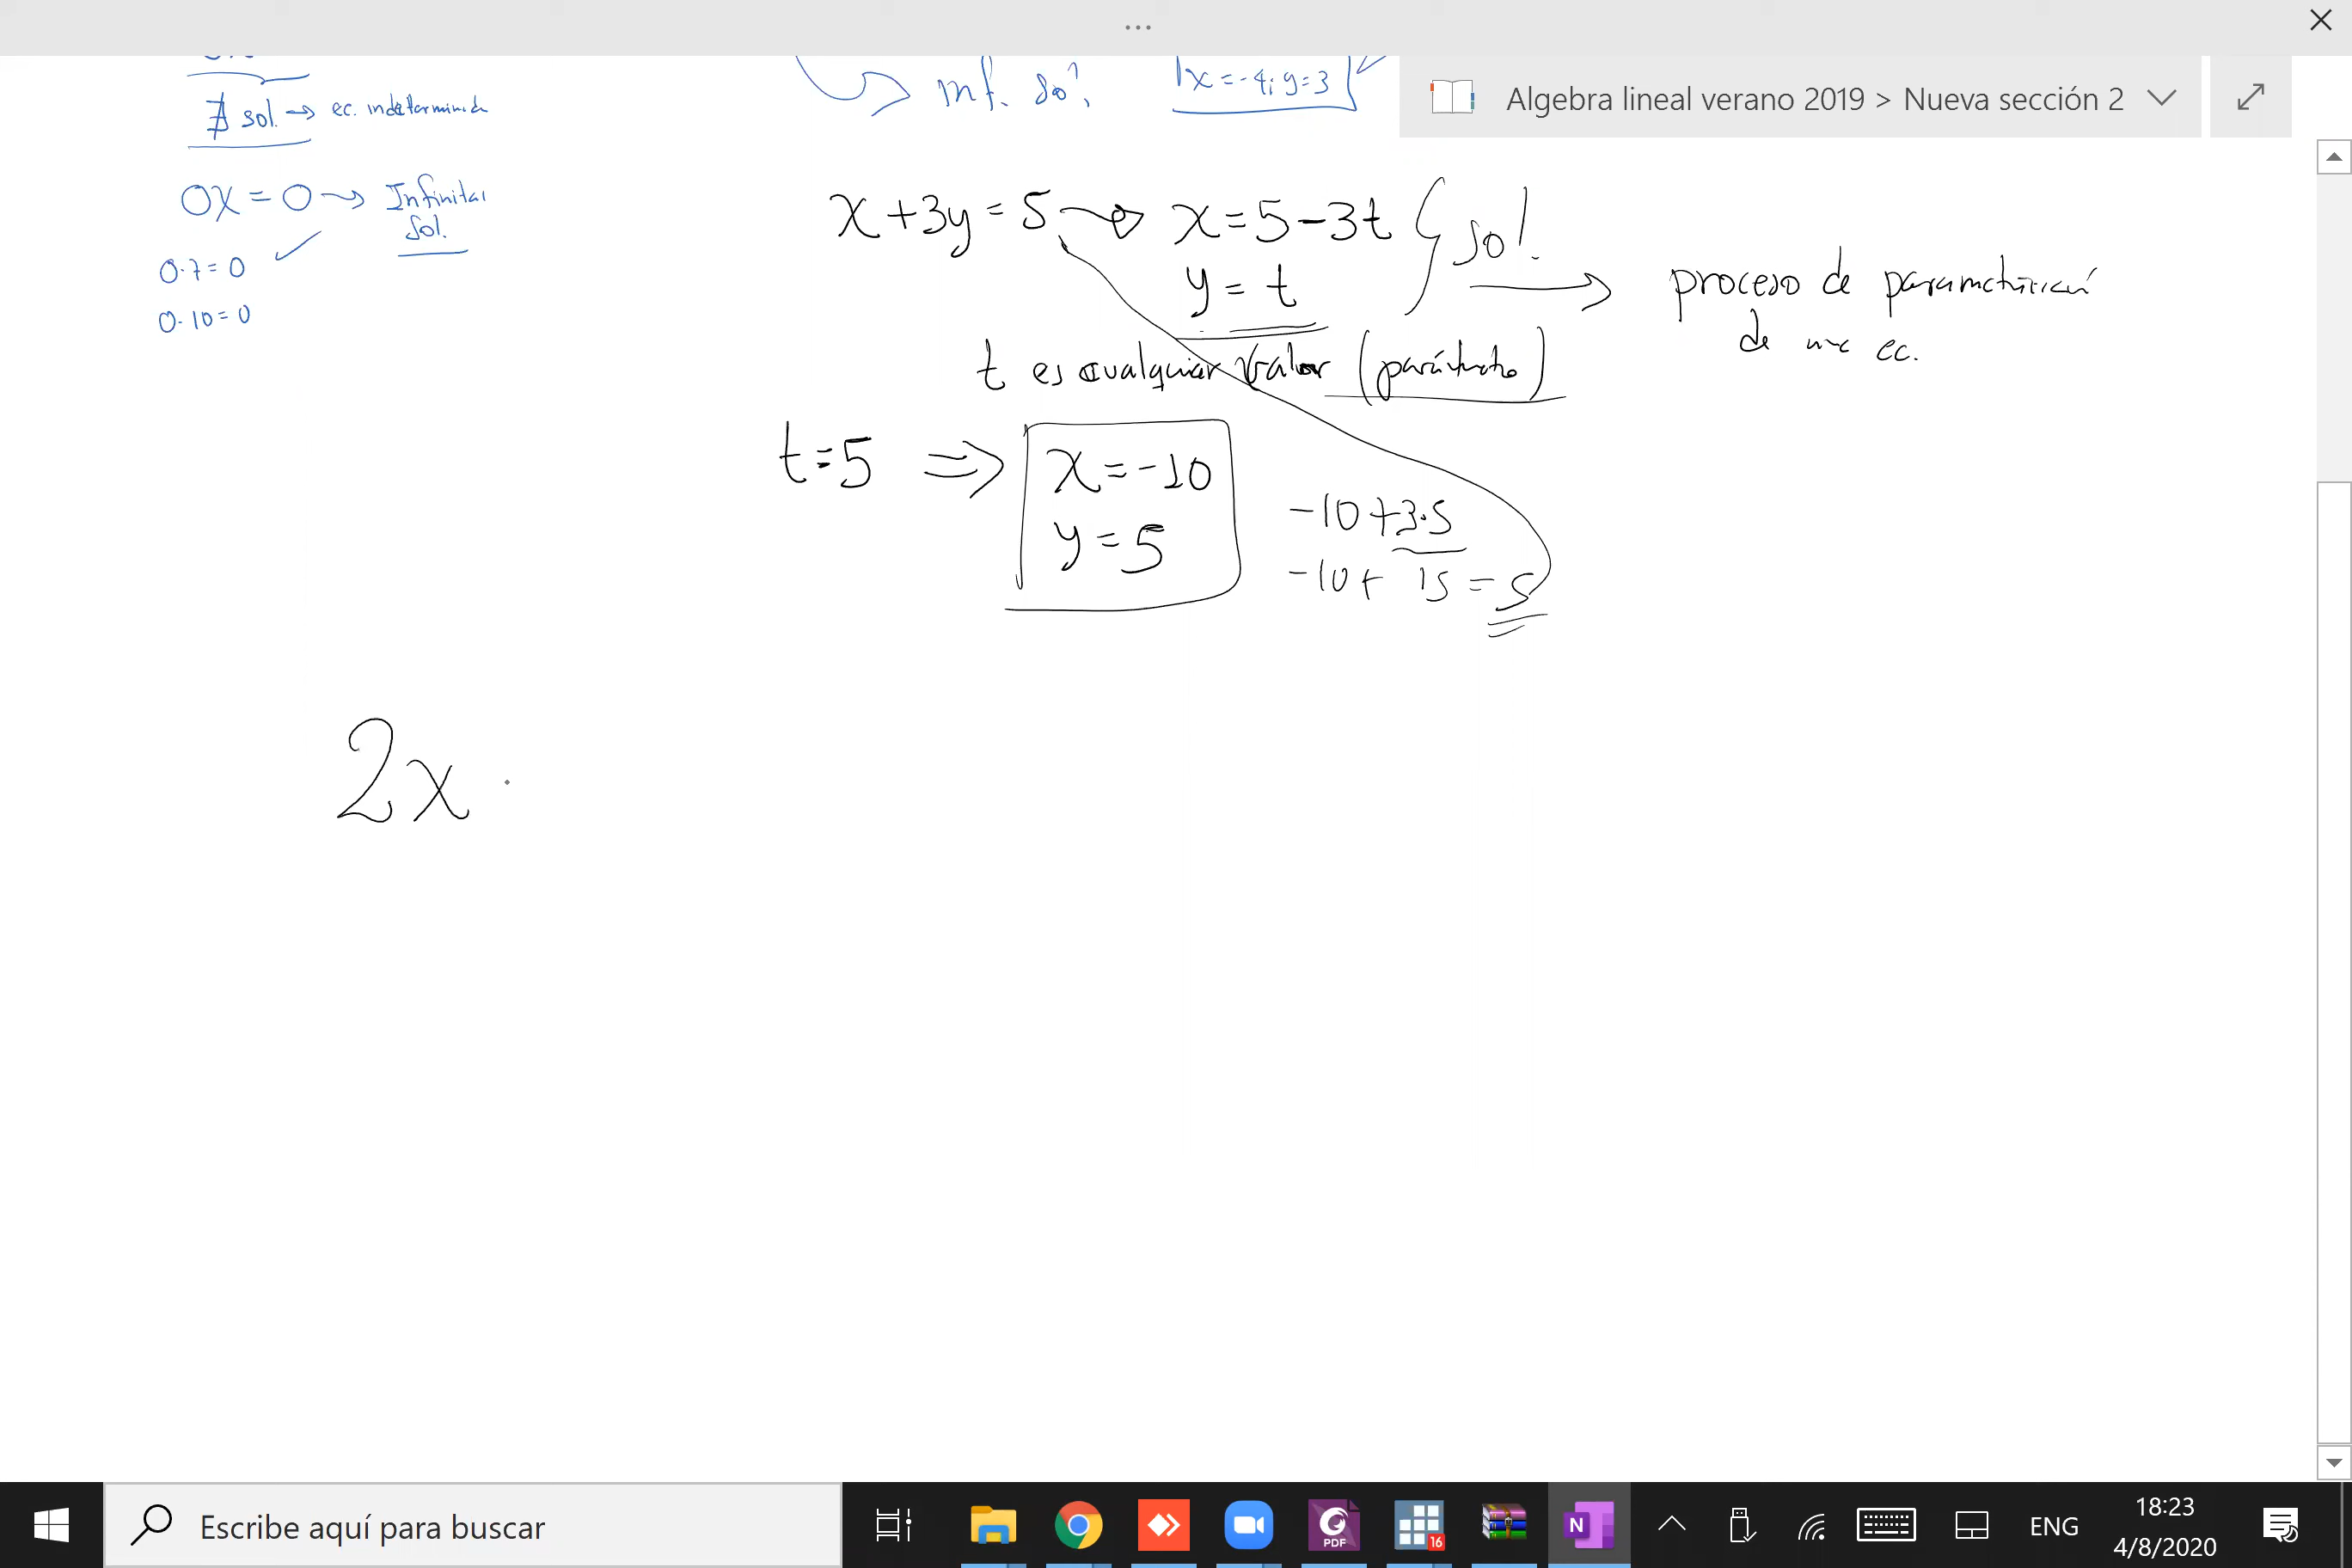 ...
Algebra lineal verano 2019 > Nueva sección 2
inf. sol. x = -4; y = 3
∄ sol. → ec. indeterminada
0x = 0 → Infinitas
sol.
0·7 = 0
0·10 = 0
x + 3y = 5 → x = 5 - 3t } sol.
y = t
→ proceso de parametrización
de una ec.
t es cualquier valor (parámetro)
t = 5 ⇒ x = -10
y = 5
-10 + 3·5
-10 + 15 = 5
2x
Escribe aquí para buscar
PDF
16
N
ENG
18:23
4/8/2020